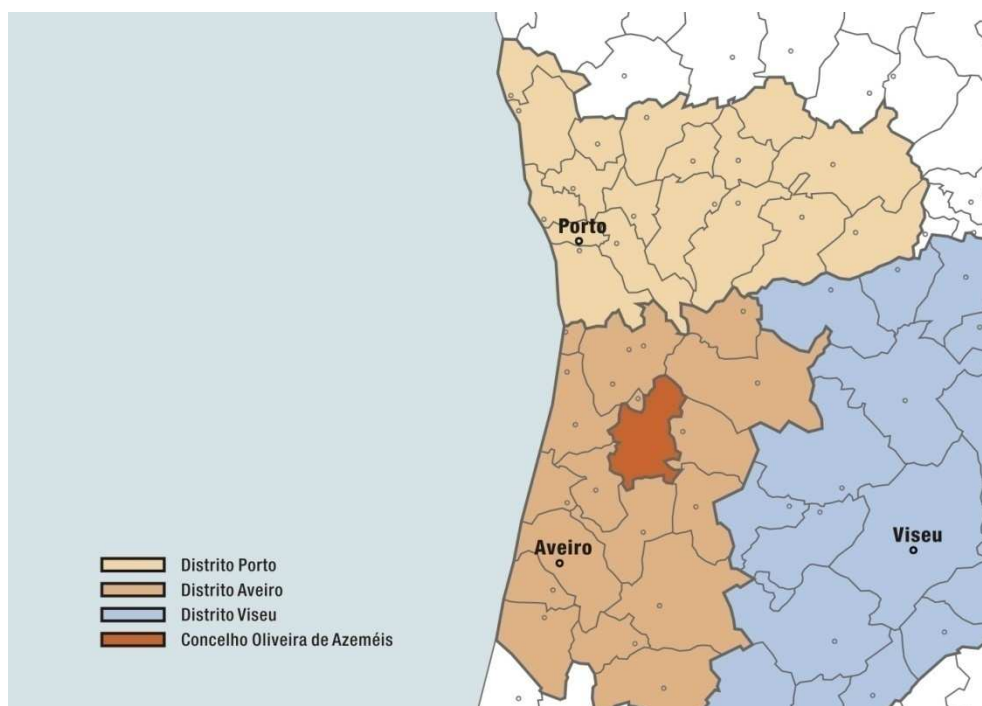 Porto
Aveiro
Viseu
Distrito Porto
Distrito Aveiro
Distrito Viseu
Concelho Oliveira de Azeméis